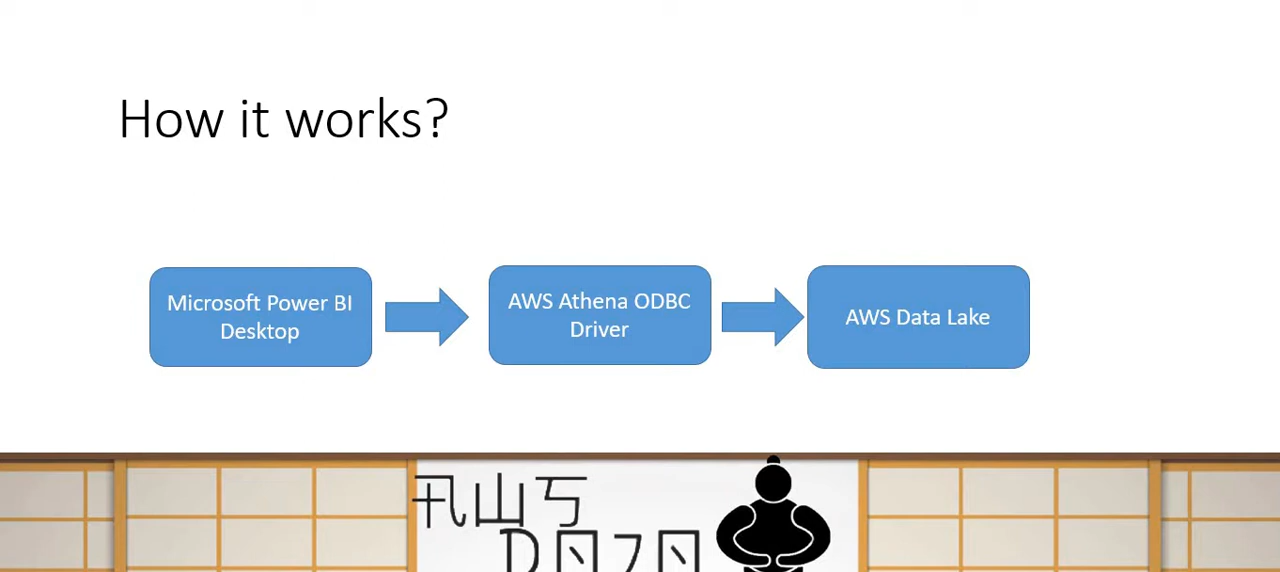 How it works?
Microsoft Power BI
Desktop
AWS Athena ODBC
Driver
AWS Data Lake